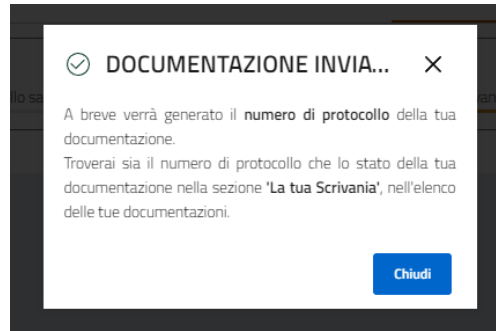 DOCUMENTAZIONE INVIA...
A breve verrà generato il numero di protocollo della tua
documentazione.
Troverai sia il numero di protocollo che lo stato della tua
documentazione nella sezione 'La tua Scrivania', nell'elenco
delle tue documentazioni.
Chiudi